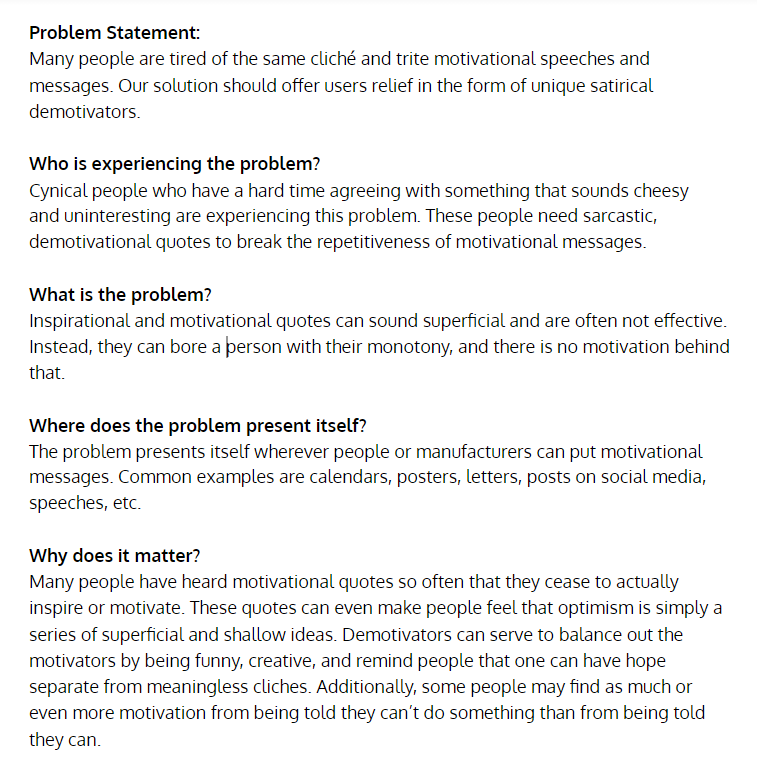 Problem Statement:
Many people are tired of the same cliché and trite motivational speeches and
messages. Our solution should offer users relief in the form of unique satirical
demotivators.
Who is experiencing the problem?
Cynical people who have a hard time agreeing with something that sounds cheesy
and uninteresting are experiencing this problem. These people need sarcastic,
demotivational quotes to break the repetitiveness of motivational messages.
What is the problem?
Inspirational and motivational quotes can sound superficial and are often not effective.
Instead, they can bore a person with their monotony, and there is no motivation behind
that.
Where does the problem present itself?
The problem presents itself wherever people or manufacturers can put motivational
messages. Common examples are calendars, posters, letters, posts on social media,
speeches, etc.
Why does it matter?
Many people have heard motivational quotes so often that they cease to actually
inspire or motivate. These quotes can even make people feel that optimism is simply a
series of superficial and shallow ideas. Demotivators can serve to balance out the
motivators by being funny, creative, and remind people that one can have hope
separate from meaningless cliches. Additionally, some people may find as much or
even more motivation from being told they can't do something than from being told
they can.